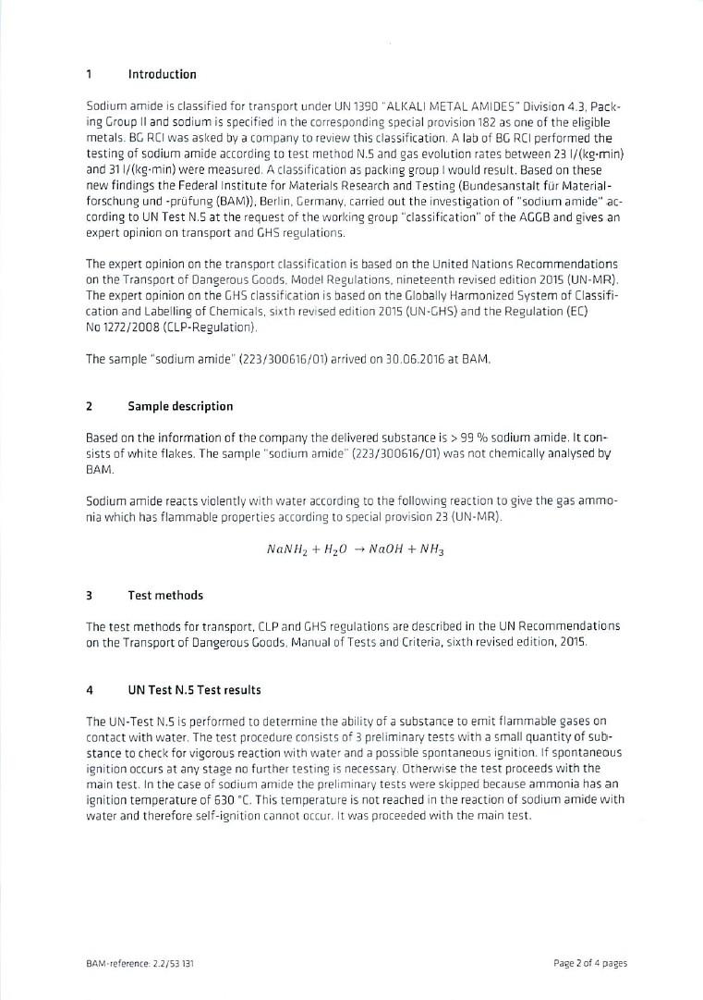 1 Introduction
Sodium amide is classified for transport under UN 1390 "ALKALI METAL AMIDES" Division 4.3, Pack-
ing Group II and sodium is specified in the corresponding special provision 182 as one of the eligible
metals. BG RCI was asked by a company to review this classification. A lab of BG RCI performed the
testing of sodium amide according to test method N.5 and gas evolution rates between 23 l/(kg·min)
and 31 l/(kg·min) were measured. A classification as packing group I would result. Based on these
new findings the Federal Institute for Materials Research and Testing (Bundesanstalt für Material-
forschung und -prüfung (BAM)), Berlin, Germany, carried out the investigation of "sodium amide" ac-
cording to UN Test N.5 at the request of the working group "classification" of the AGGB and gives an
expert opinion on transport and GHS regulations.
The expert opinion on the transport classification is based on the United Nations Recommendations
on the Transport of Dangerous Goods, Model Regulations, nineteenth revised edition 2015 (UN-MR).
The expert opinion on the GHS classification is based on the Globally Harmonized System of Classifi-
cation and Labelling of Chemicals, sixth revised edition 2015 (UN-GHS) and the Regulation (EC)
No 1272/2008 (CLP-Regulation).
The sample "sodium amide" (223/300616/01) arrived on 30.06.2016 at BAM.
2 Sample description
Based on the information of the company the delivered substance is > 99 % sodium amide. It con-
sists of white flakes. The sample "sodium amide" (223/300616/01) was not chemically analysed by
BAM.
Sodium amide reacts violently with water according to the following reaction to give the gas ammo-
nia which has flammable properties according to special provision 23 (UN-MR).
NaNH₂ + H₂O → NaOH + NH₃
3 Test methods
The test methods for transport, CLP and GHS regulations are described in the UN Recommendations
on the Transport of Dangerous Goods, Manual of Tests and Criteria, sixth revised edition, 2015.
4 UN Test N.5 Test results
The UN-Test N.5 is performed to determine the ability of a substance to emit flammable gases on
contact with water. The test procedure consists of 3 preliminary tests with a small quantity of sub-
stance to check for vigorous reaction with water and a possible spontaneous ignition. If spontaneous
ignition occurs at any stage no further testing is necessary. Otherwise the test proceeds with the
main test. In the case of sodium amide the preliminary tests were skipped because ammonia has an
ignition temperature of 630 °C. This temperature is not reached in the reaction of sodium amide with
water and therefore self-ignition cannot occur. It was proceeded with the main test.
BAM-reference: 2.2/53 131 Page 2 of 4 pages